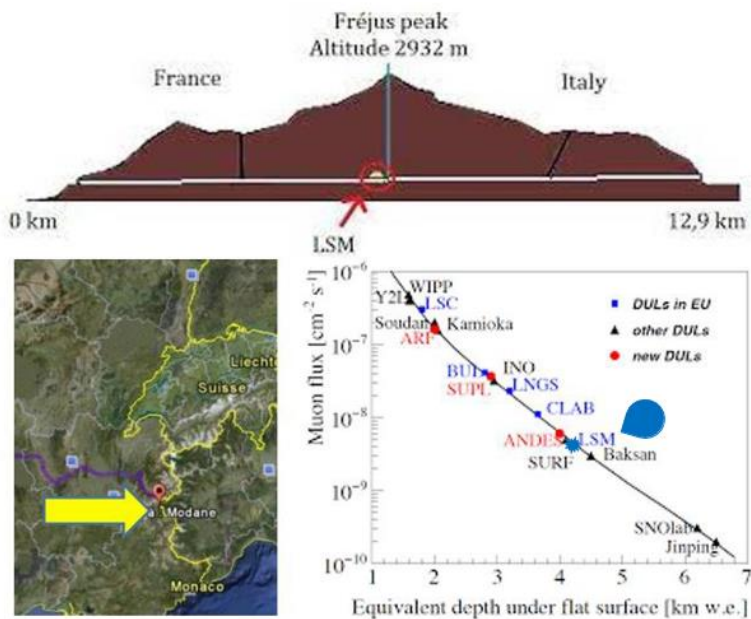 Fréjus peak
Altitude 2932 m
France
Italy
0 km
12,9 km
LSM
Liechte
Suisse
Modane
Monaco
Muon flux [cm⁻² s⁻¹]
10⁻⁶
10⁻⁷
10⁻⁸
10⁻⁹
10⁻¹⁰
Y2L
WIPP
LSC
Soudan
Kamioka
ARF
DULs in EU
other DULs
new DULs
INO
SUPL
LNGS
CLAB
ANDES
LSM
SURF
Baksan
SNOlab
Jinping
1 2 3 4 5 6 7
Equivalent depth under flat surface [km w.e.]